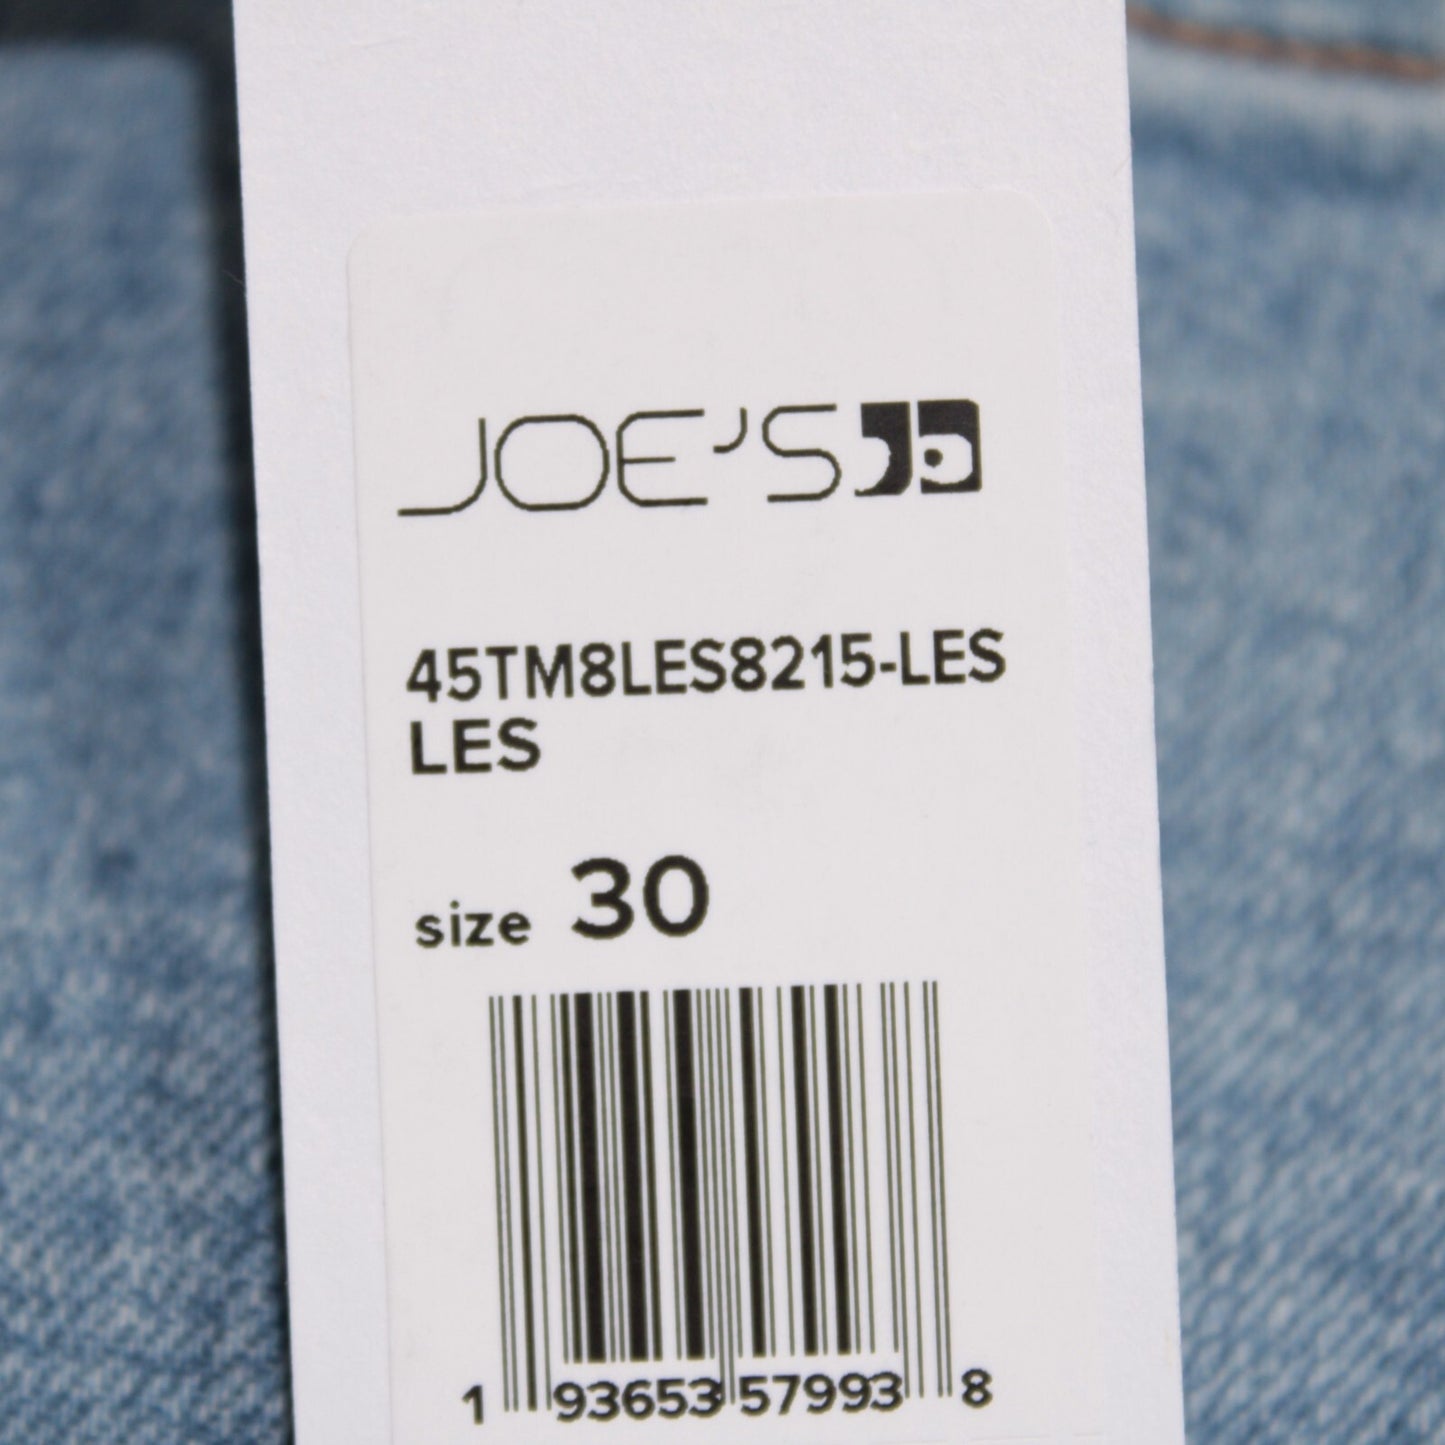 JOE'S
45TM8LES8215-LES
LES
size 30
1 93653 57993 8